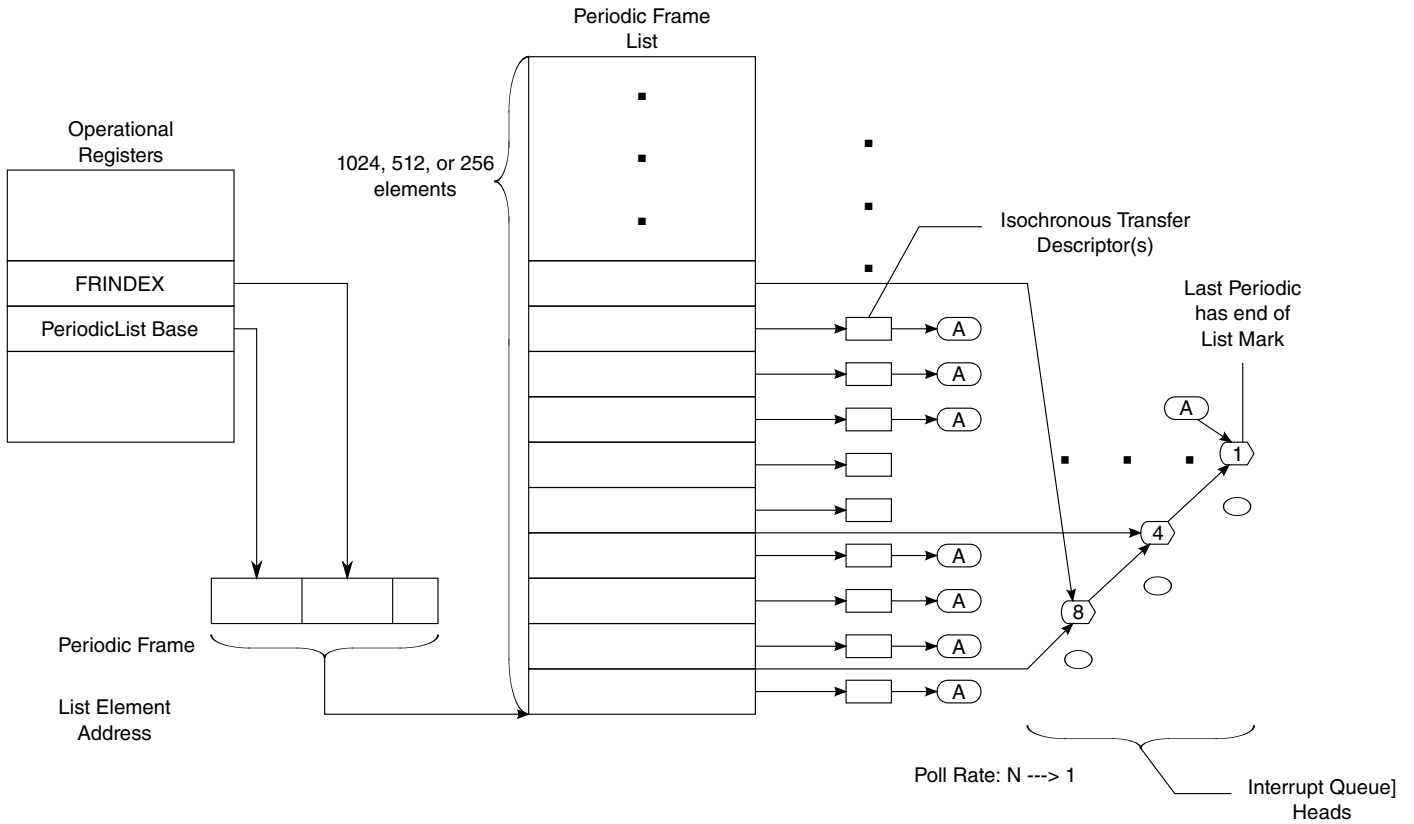 Periodic Frame
List
Operational
Registers
1024, 512, or 256
elements
Isochronous Transfer
Descriptor(s)
FRINDEX
Last Periodic
has end of
List Mark
PeriodicList Base
A
A
A
A
1
4
A
A
8
A
A
Periodic Frame
List Element
Address
Poll Rate: N ---> 1
Interrupt Queue]
Heads